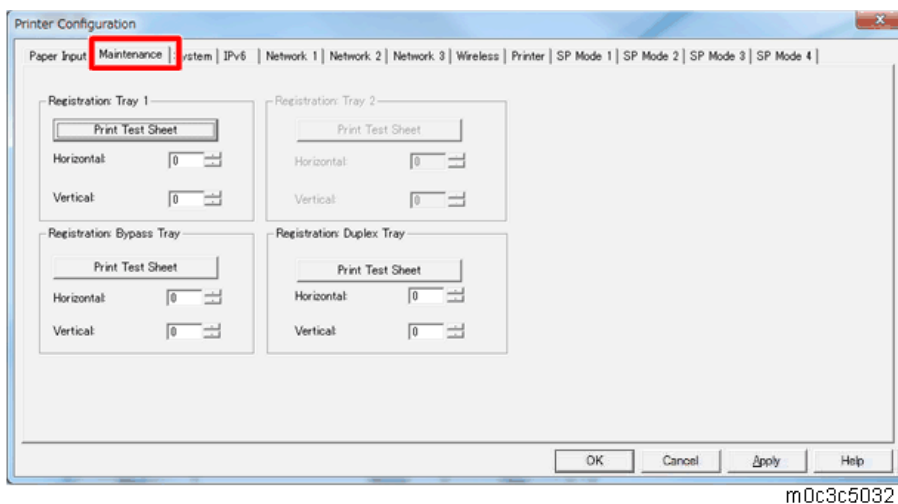 Printer Configuration
Paper Input Maintenance System IPv6 Network 1 Network 2 Network 3 Wireless Printer SP Mode 1 SP Mode 2 SP Mode 3 SP Mode 4
Registration: Tray 1
Print Test Sheet
Horizontal: 0
Vertical: 0
Registration: Tray 2
Print Test Sheet
Horizontal: 0
Vertical: 0
Registration: Bypass Tray
Print Test Sheet
Horizontal: 0
Vertical: 0
Registration: Duplex Tray
Print Test Sheet
Horizontal: 0
Vertical: 0
OK Cancel Apply Help
m0c3c5032